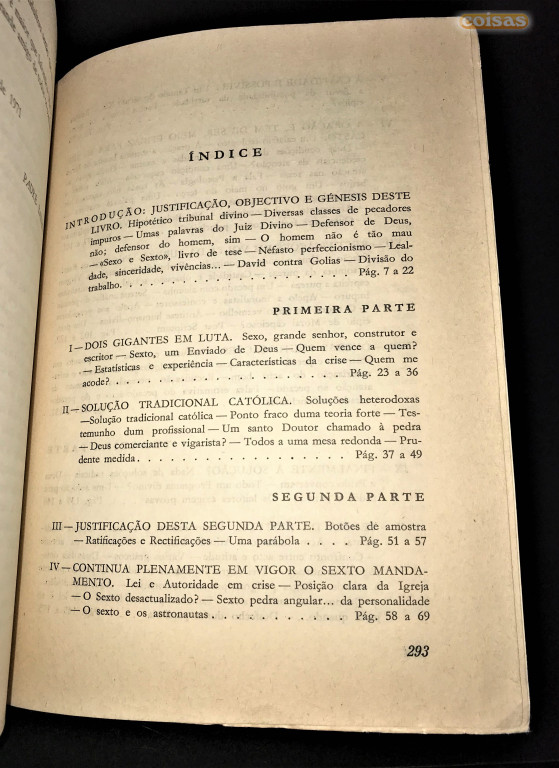 coisas
de 1971
ÍNDICE
INTRODUÇÃO: JUSTIFICAÇÃO, OBJECTIVO E GÉNESIS DESTE
LIVRO. Hipotético tribunal divino — Diversas classes de pecadores
impuros — Umas palavras do Juiz Divino — Defensor de Deus,
não; defensor do homem, sim — O homem não é tão mau
— «Sexo e Sexto», livro de tese — Nefasto perfeccionismo — Leal-
dade, sinceridade, vivências... — David contra Golias — Divisão do
trabalho. . . . . . . . . . . . . . . . . . . Pág. 7 a 22
PRIMEIRA PARTE
I — DOIS GIGANTES EM LUTA. Sexo, grande senhor, construtor e
escritor — Sexto, um Enviado de Deus — Quem vence a quem?
— Estatísticas e experiência — Características da crise — Quem me
acode? . . . . . . . . . . . . . . . . . . Pág. 23 a 36
II — SOLUÇÃO TRADICIONAL CATÓLICA. Soluções heterodoxas
— Solução tradicional católica — Ponto fraco duma teoria forte — Tes-
temunho dum profissional — Um santo Doutor chamado à pedra
— Deus comerciante e vigarista? — Todos a uma mesa redonda — Pru-
dente medida. . . . . . . . . . . . . . . . . Pág. 37 a 49
SEGUNDA PARTE
III — JUSTIFICAÇÃO DESTA SEGUNDA PARTE. Botões de amostra
— Ratificações e Rectificações — Uma parábola . . . . Pág. 51 a 57
IV — CONTINUA PLENAMENTE EM VIGOR O SEXTO MANDA-
MENTO. Lei e Autoridade em crise — Posição clara da Igreja
— O Sexto desactualizado? — Sexto pedra angular... da personalidade
— O sexto e os astronautas . . . . . . . . . . . Pág. 58 a 69
293